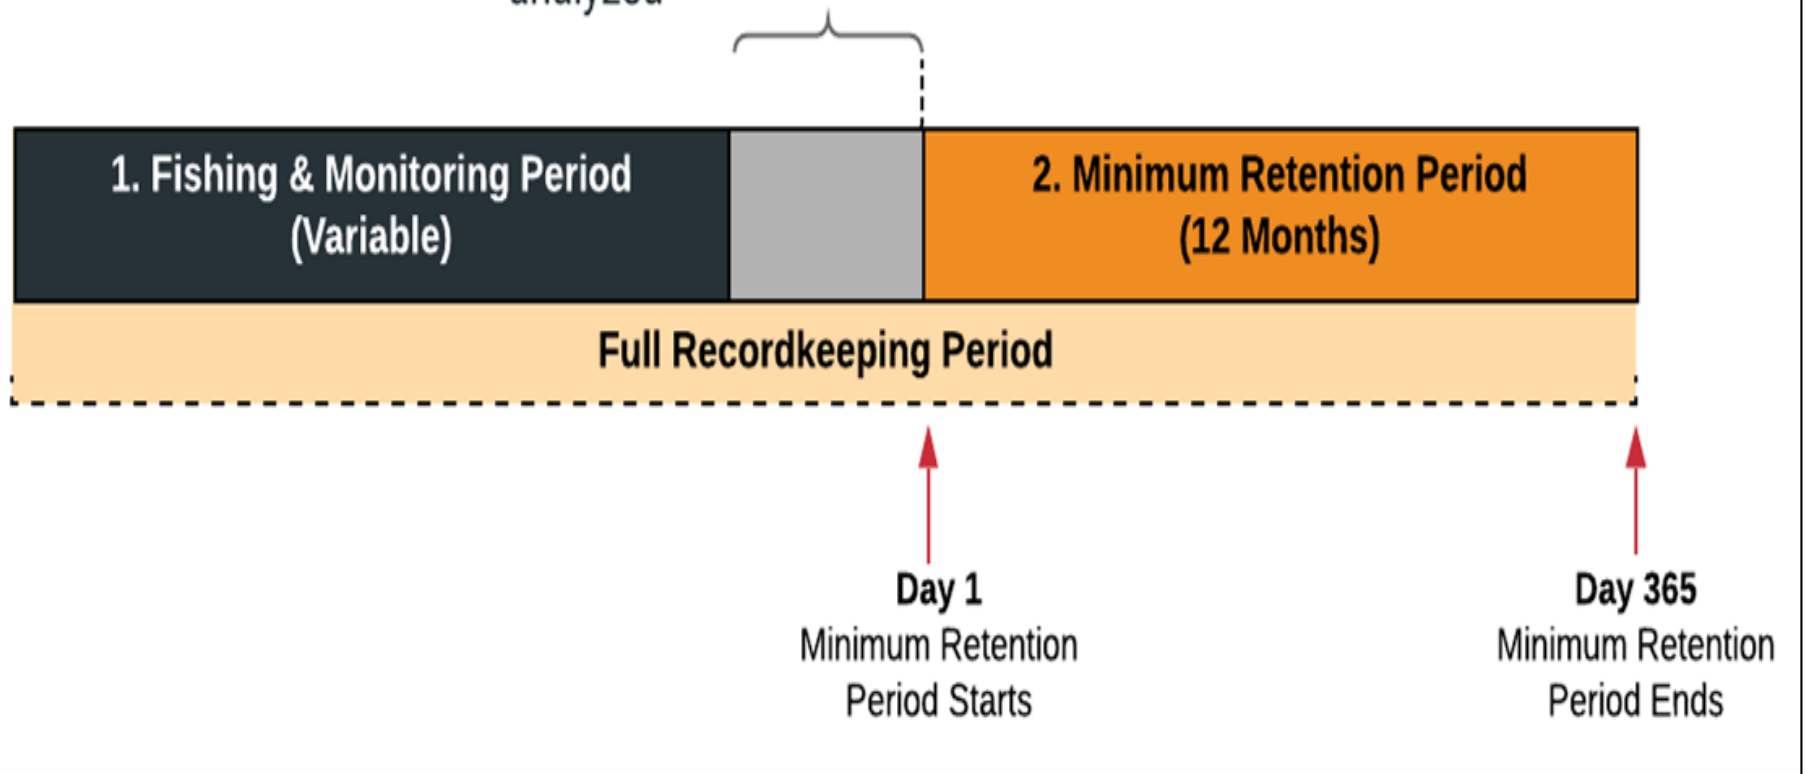 analyzed
1. Fishing & Monitoring Period
(Variable)
2. Minimum Retention Period
(12 Months)
Full Recordkeeping Period
Day 1
Minimum Retention
Period Starts
Day 365
Minimum Retention
Period Ends